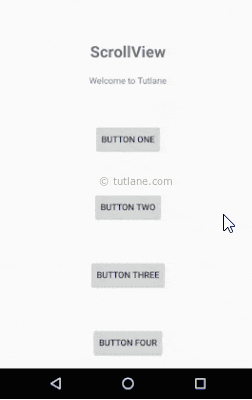 ScrollView
Welcome to Tutlane
BUTTON ONE
© tutlane.com
BUTTON TWO
BUTTON THREE
BUTTON FOUR